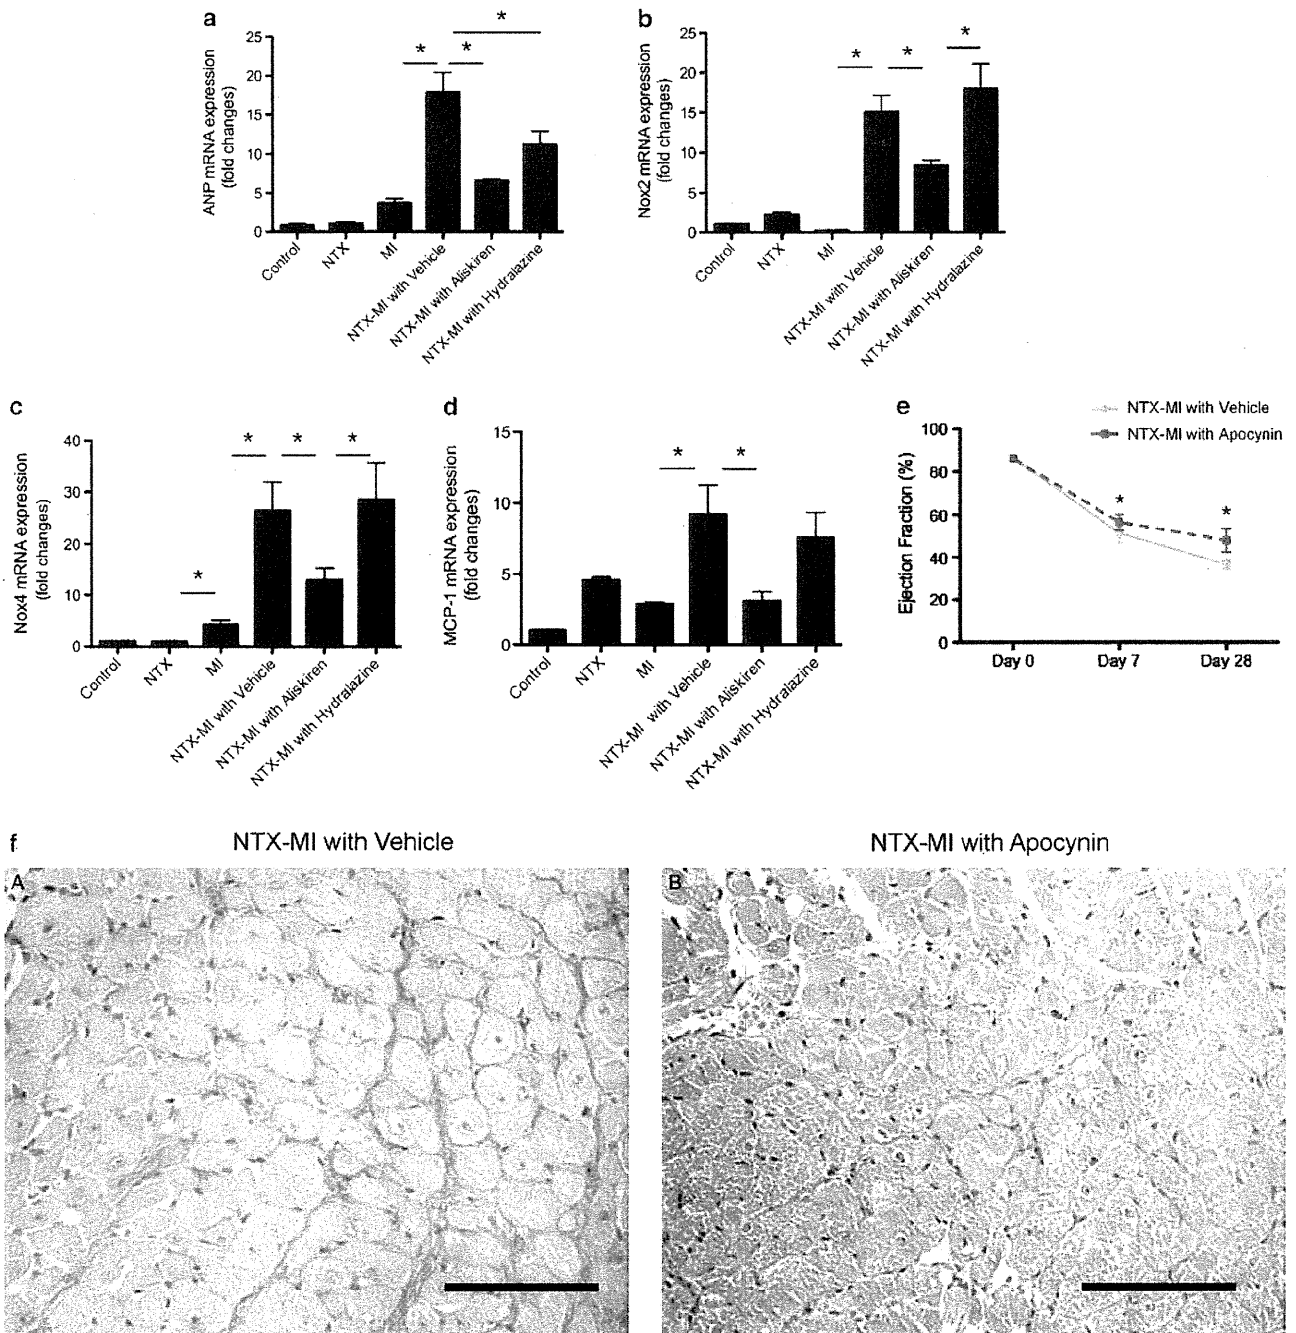 a
*
*
*
ANP mRNA expression
(fold changes)
25
20
15
10
5
0
Control
NTX
MI
NTX-MI with Vehicle
NTX-MI with Aliskiren
NTX-MI with Hydralazine
b
*
*
*
Nox2 mRNA expression
(fold changes)
25
20
15
10
5
0
Control
NTX
MI
NTX-MI with Vehicle
NTX-MI with Aliskiren
NTX-MI with Hydralazine
c
*
*
*
*
Nox4 mRNA expression
(fold changes)
40
30
20
10
0
Control
NTX
MI
NTX-MI with Vehicle
NTX-MI with Aliskiren
NTX-MI with Hydralazine
d
*
*
MCP-1 mRNA expression
(fold changes)
15
10
5
0
Control
NTX
MI
NTX-MI with Vehicle
NTX-MI with Aliskiren
NTX-MI with Hydralazine
e
NTX-MI with Vehicle
NTX-MI with Apocynin
Ejection Fraction (%)
100
80
60
40
20
0
*
*
Day 0
Day 7
Day 28
f
NTX-MI with Vehicle
NTX-MI with Apocynin
A
B